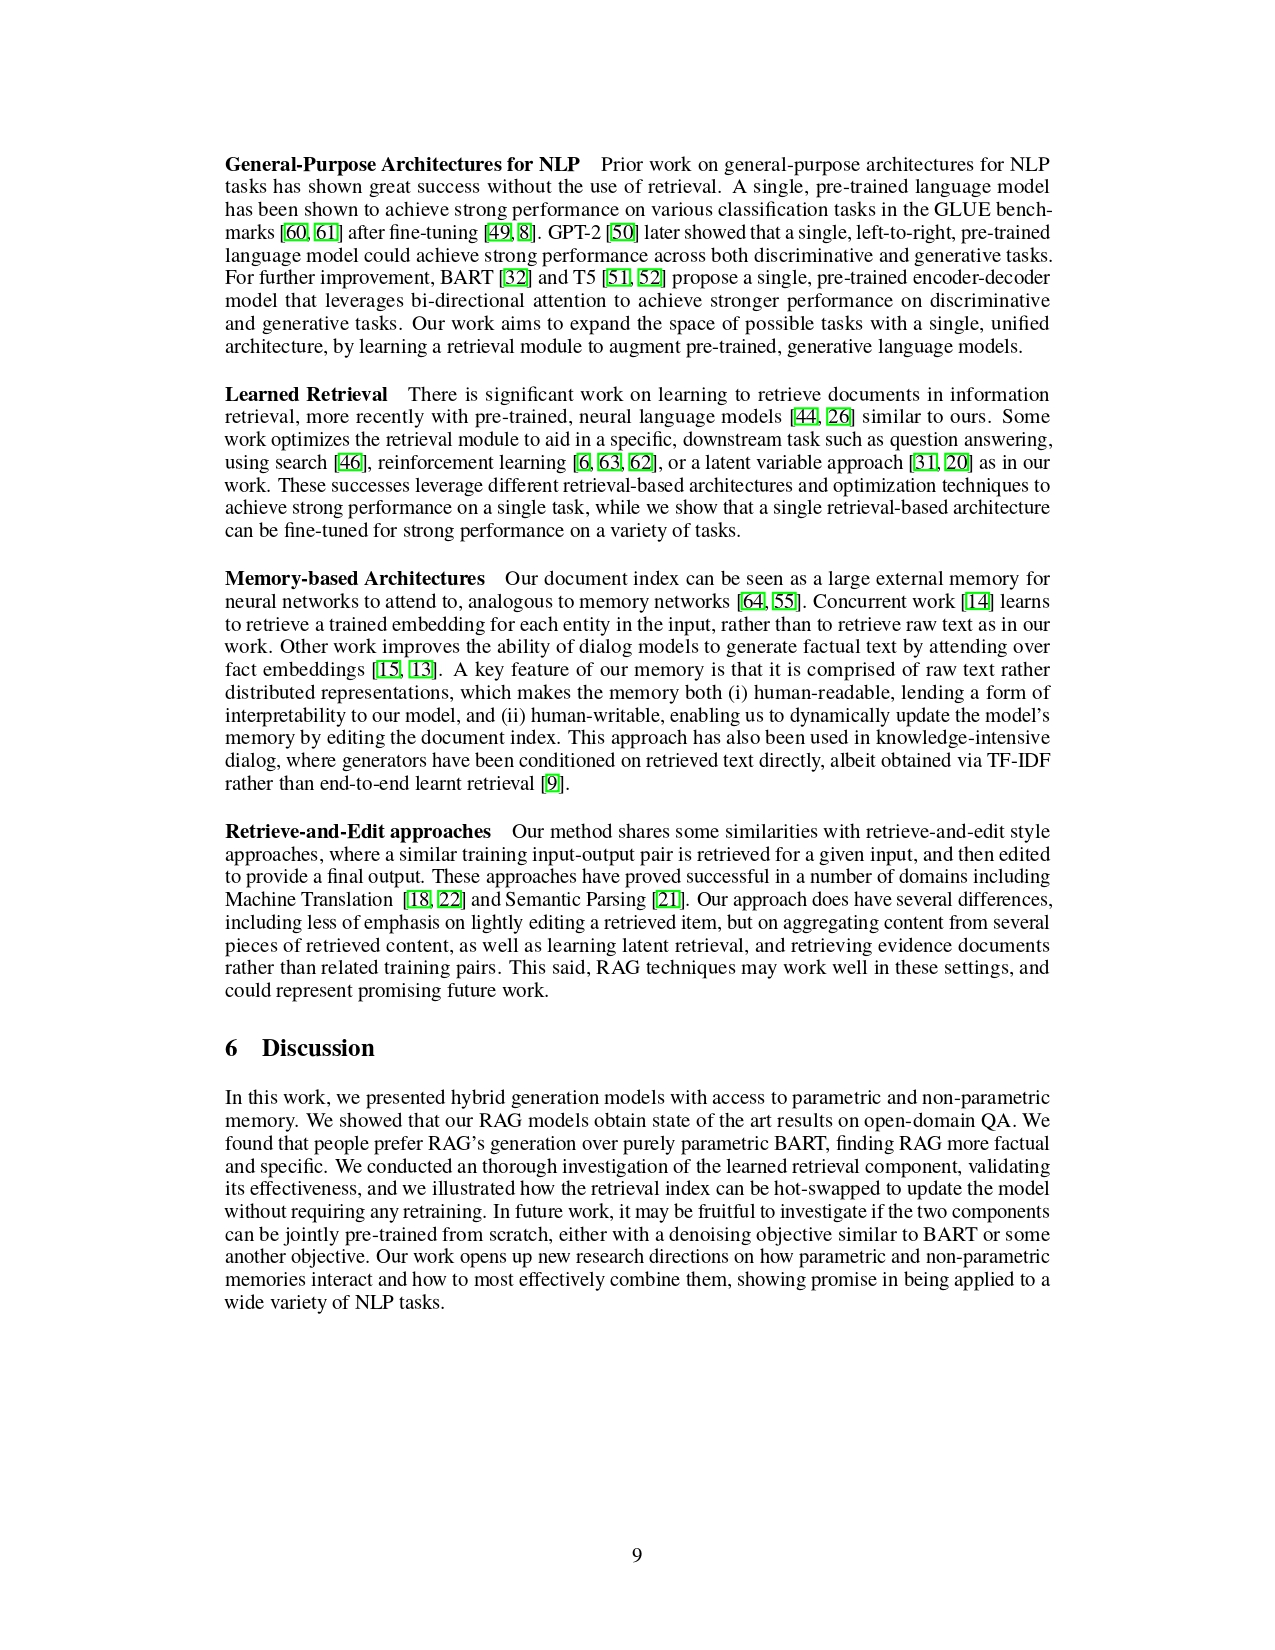 General-Purpose Architectures for NLP Prior work on general-purpose architectures for NLP
tasks has shown great success without the use of retrieval. A single, pre-trained language model
has been shown to achieve strong performance on various classification tasks in the GLUE bench-
marks [60, 61] after fine-tuning [49, 8]. GPT-2 [50] later showed that a single, left-to-right, pre-trained
language model could achieve strong performance across both discriminative and generative tasks.
For further improvement, BART [32] and T5 [51, 52] propose a single, pre-trained encoder-decoder
model that leverages bi-directional attention to achieve stronger performance on discriminative
and generative tasks. Our work aims to expand the space of possible tasks with a single, unified
architecture, by learning a retrieval module to augment pre-trained, generative language models.
Learned Retrieval There is significant work on learning to retrieve documents in information
retrieval, more recently with pre-trained, neural language models [44, 26] similar to ours. Some
work optimizes the retrieval module to aid in a specific, downstream task such as question answering,
using search [46], reinforcement learning [6, 63, 62], or a latent variable approach [31, 20] as in our
work. These successes leverage different retrieval-based architectures and optimization techniques to
achieve strong performance on a single task, while we show that a single retrieval-based architecture
can be fine-tuned for strong performance on a variety of tasks.
Memory-based Architectures Our document index can be seen as a large external memory for
neural networks to attend to, analogous to memory networks [64, 55]. Concurrent work [14] learns
to retrieve a trained embedding for each entity in the input, rather than to retrieve raw text as in our
work. Other work improves the ability of dialog models to generate factual text by attending over
fact embeddings [15, 13]. A key feature of our memory is that it is comprised of raw text rather
distributed representations, which makes the memory both (i) human-readable, lending a form of
interpretability to our model, and (ii) human-writable, enabling us to dynamically update the model's
memory by editing the document index. This approach has also been used in knowledge-intensive
dialog, where generators have been conditioned on retrieved text directly, albeit obtained via TF-IDF
rather than end-to-end learnt retrieval [9].
Retrieve-and-Edit approaches Our method shares some similarities with retrieve-and-edit style
approaches, where a similar training input-output pair is retrieved for a given input, and then edited
to provide a final output. These approaches have proved successful in a number of domains including
Machine Translation [18, 22] and Semantic Parsing [21]. Our approach does have several differences,
including less of emphasis on lightly editing a retrieved item, but on aggregating content from several
pieces of retrieved content, as well as learning latent retrieval, and retrieving evidence documents
rather than related training pairs. This said, RAG techniques may work well in these settings, and
could represent promising future work.
6 Discussion
In this work, we presented hybrid generation models with access to parametric and non-parametric
memory. We showed that our RAG models obtain state of the art results on open-domain QA. We
found that people prefer RAG's generation over purely parametric BART, finding RAG more factual
and specific. We conducted an thorough investigation of the learned retrieval component, validating
its effectiveness, and we illustrated how the retrieval index can be hot-swapped to update the model
without requiring any retraining. In future work, it may be fruitful to investigate if the two components
can be jointly pre-trained from scratch, either with a denoising objective similar to BART or some
another objective. Our work opens up new research directions on how parametric and non-parametric
memories interact and how to most effectively combine them, showing promise in being applied to a
wide variety of NLP tasks.
9